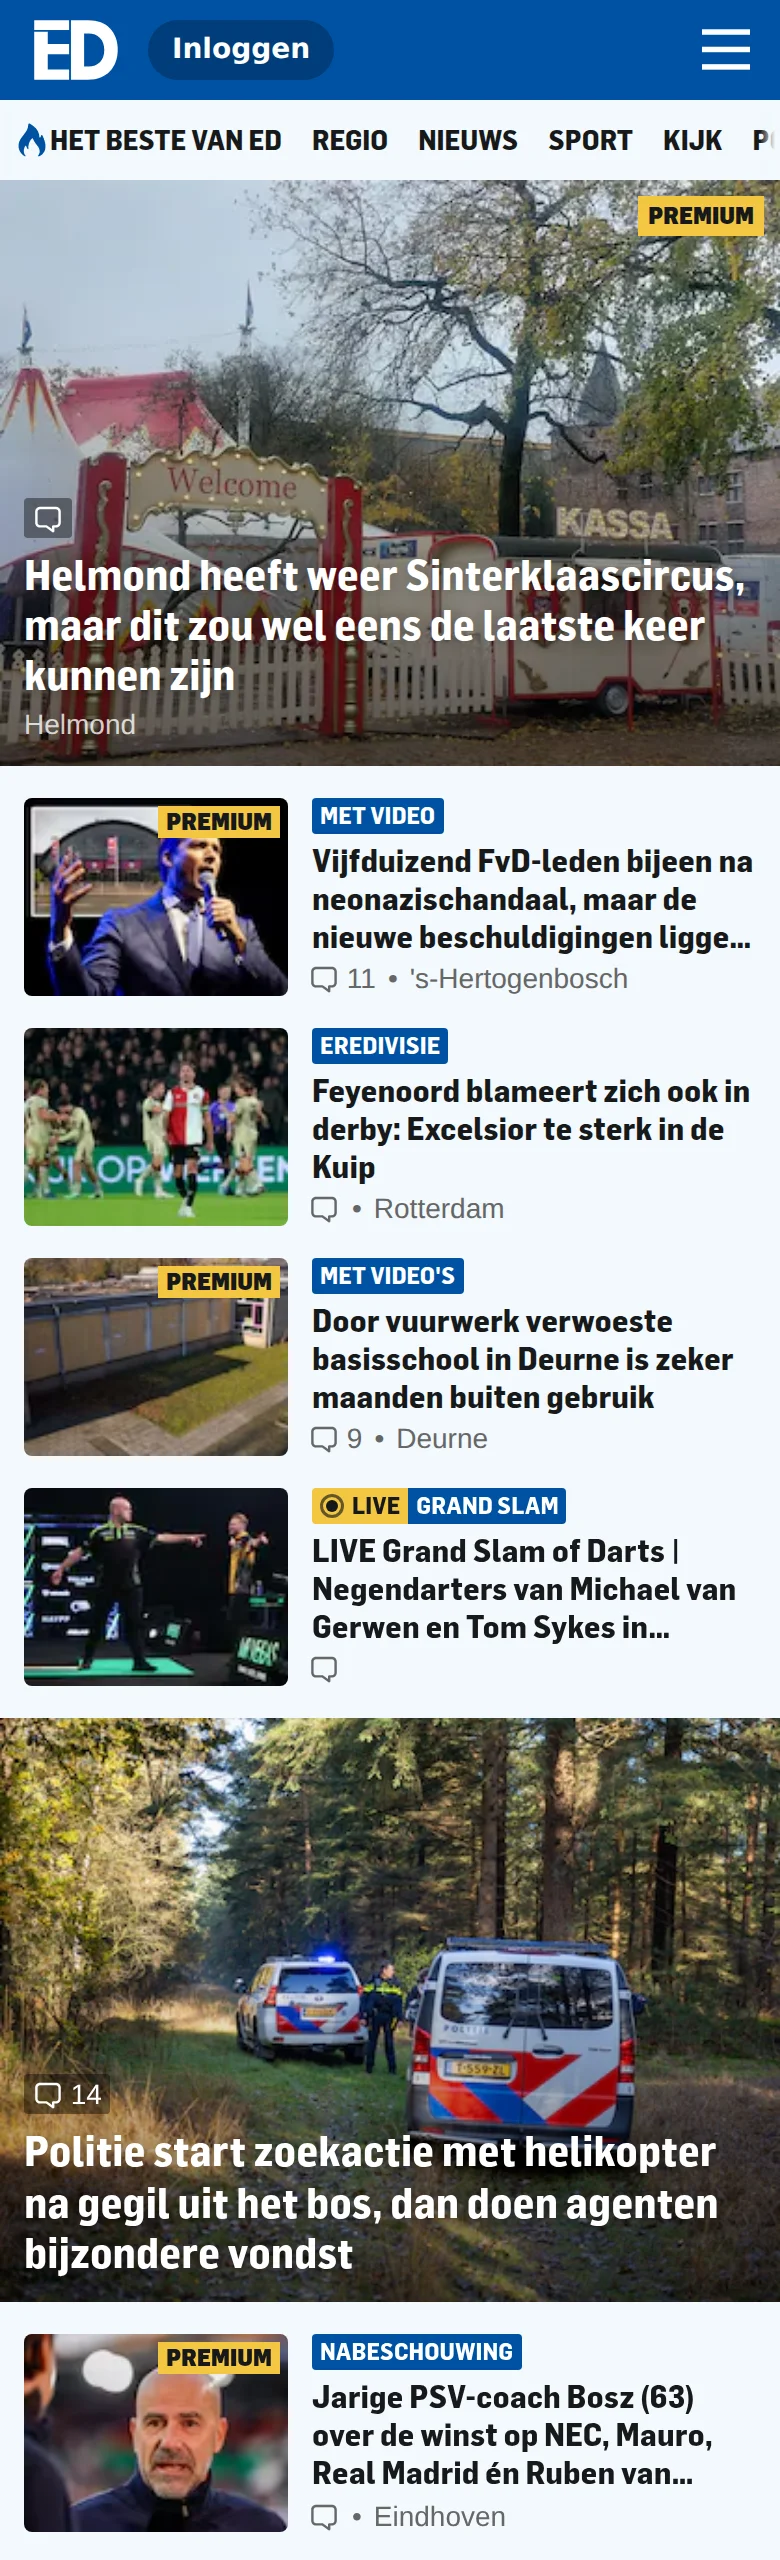 ED
Inloggen
HET BESTE VAN ED REGIO NIEUWS SPORT KIJK
PREMIUM
Welcome
KASSA
Helmond heeft weer Sinterklaascircus,
maar dit zou wel eens de laatste keer
kunnen zijn
Helmond
PREMIUM
MET VIDEO
Vijfduizend FvD-leden bijeen na
neonazischandaal, maar de
nieuwe beschuldigingen ligge...
11 • 's-Hertogenbosch
EREDIVISIE
Feyenoord blameert zich ook in
derby: Excelsior te sterk in de
Kuip
• Rotterdam
PREMIUM
MET VIDEO'S
Door vuurwerk verwoeste
basisschool in Deurne is zeker
maanden buiten gebruik
9 • Deurne
LIVE GRAND SLAM
LIVE Grand Slam of Darts |
Negendarters van Michael van
Gerwen en Tom Sykes in...
POLITIE
14
Politie start zoekactie met helikopter
na gegil uit het bos, dan doen agenten
bijzondere vondst
PREMIUM
NABESCHOUWING
Jarige PSV-coach Bosz (63)
over de winst op NEC, Mauro,
Real Madrid én Ruben van...
• Eindhoven